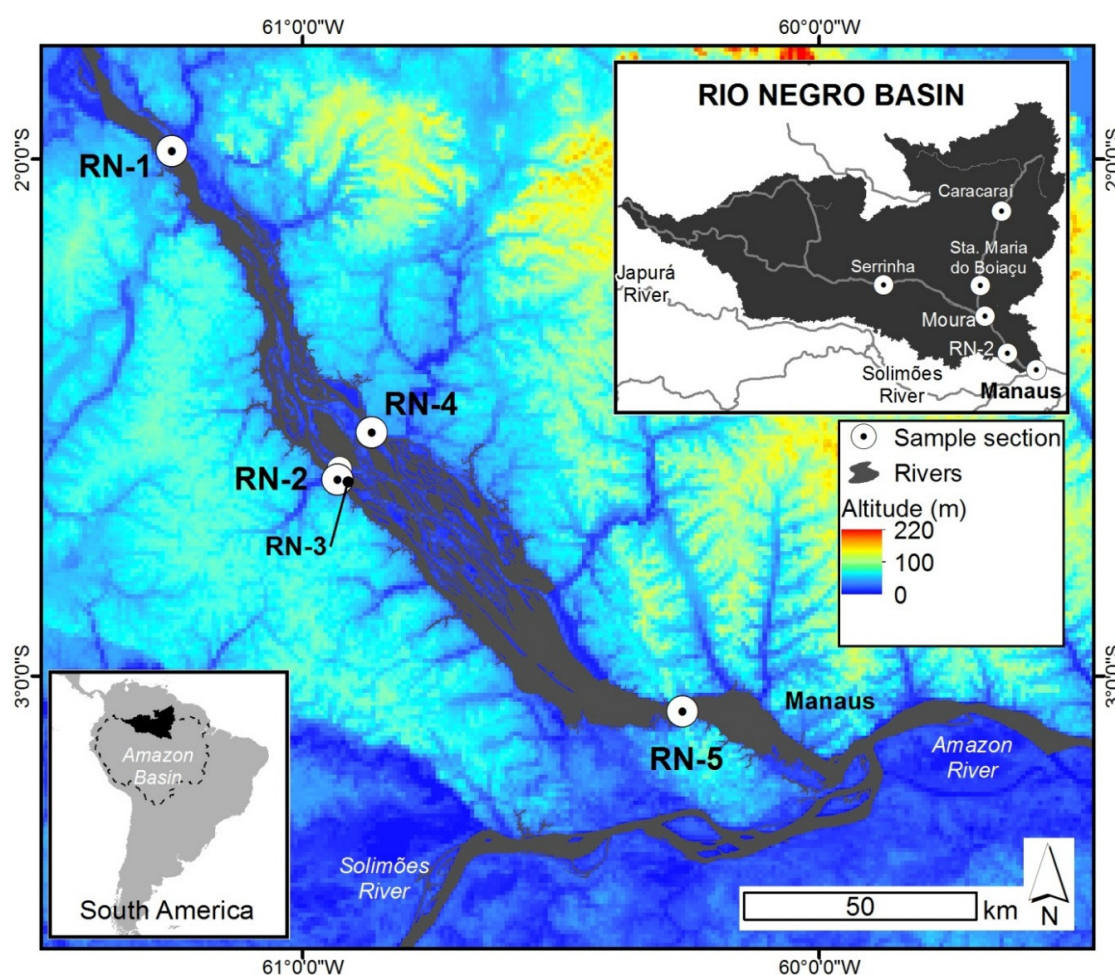 61°0'0"W
60°0'0"W
2°0'0"S
2°0'0"S
RN-1
RIO NEGRO BASIN
Caracaraí
Sta. Maria
do Boiaçu
Serrinha
Japurá
River
Moura
RN-2
Solimões
River
Manaus
RN-4
RN-2
RN-3
Sample section
Rivers
Altitude (m)
220
100
0
3°0'0"S
3°0'0"S
Manaus
RN-5
Amazon
River
Amazon
Basin
South America
Solimões
River
50
km
N
61°0'0"W
60°0'0"W